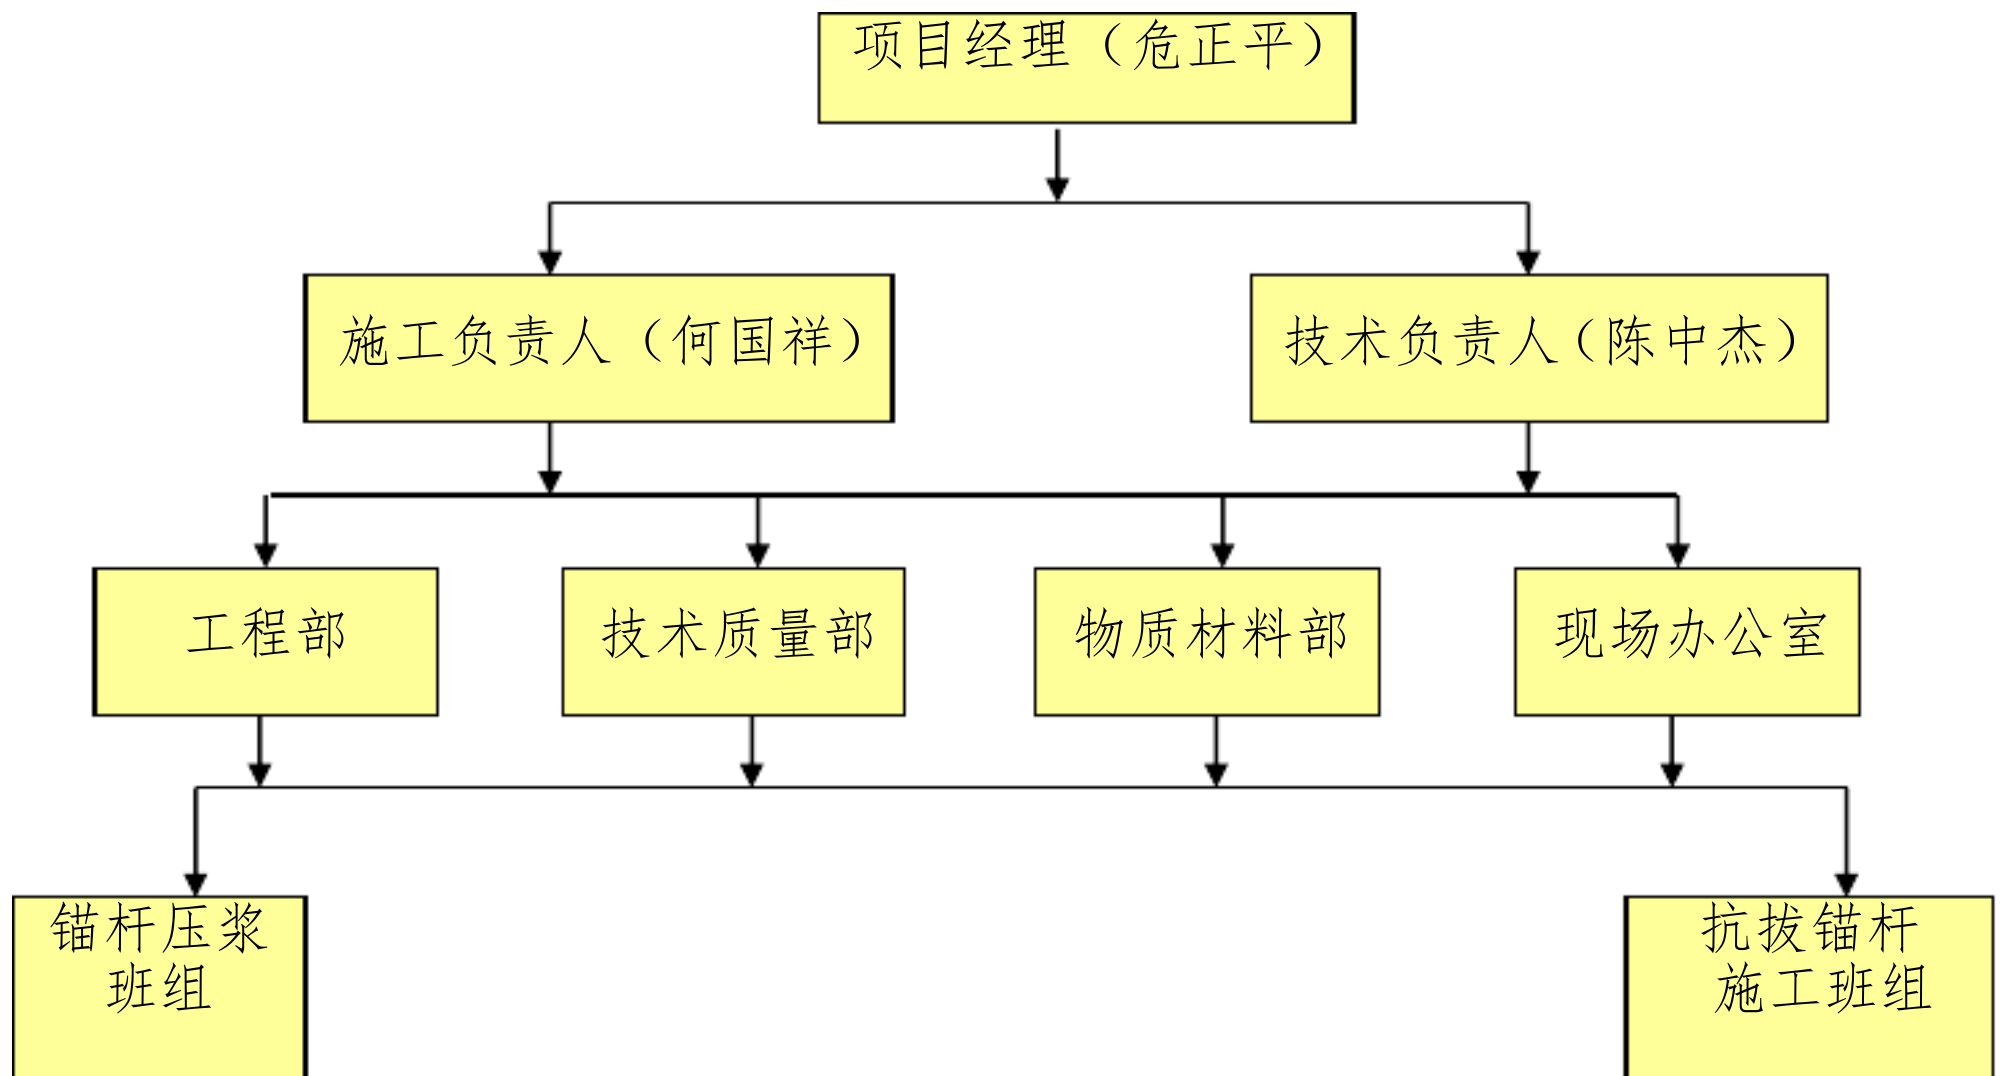 项目经理（危正平）
施工负责人（何国祥）
技术负责人（陈中杰）
工程部
技术质量部
物质材料部
现场办公室
锚杆压浆
班组
抗拔锚杆
施工班组